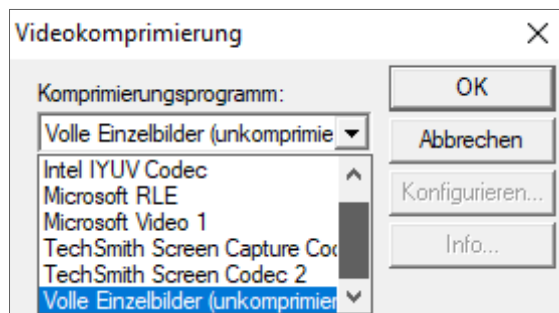 Videokomprimierung
Komprimierungsprogramm:
Volle Einzelbilder (unkomprimie
Intel IYUV Codec
Microsoft RLE
Microsoft Video 1
TechSmith Screen Capture Coc
TechSmith Screen Codec 2
Volle Einzelbilder (unkomprimier
OK
Abbrechen
Konfigurieren...
Info...